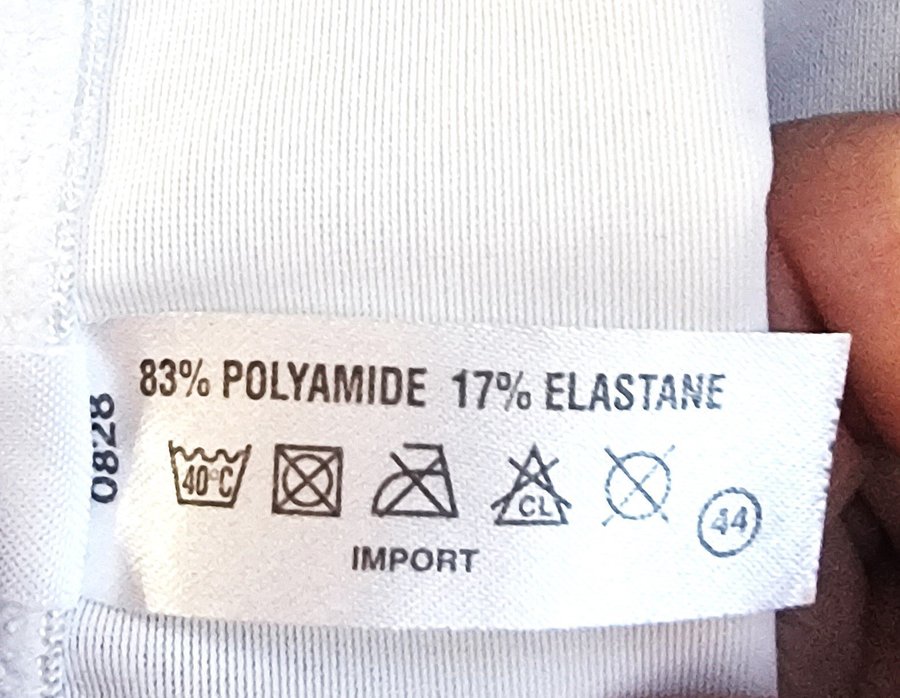 83% POLYAMIDE 17% ELASTANE
0828
40°C
CL
44
IMPORT